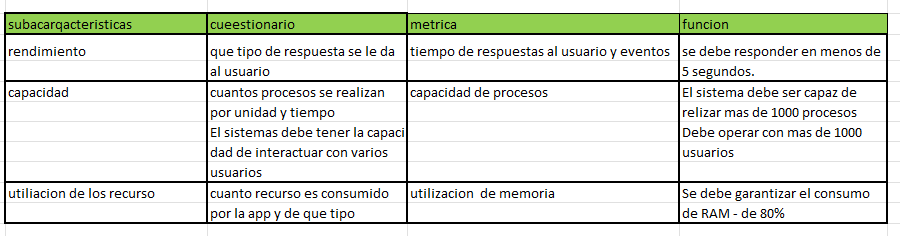 subacarqacteristicas cueestionario metrica funcion
rendimiento que tipo de respuesta se le da tiempo de respuestas al usuario y eventos se debe responder en menos de
al usuario 5 segundos.
capacidad cuantos procesos se realizan capacidad de procesos El sistema debe ser capaz de
por unidad y tiempo relizar mas de 1000 procesos
El sistemas debe tener la capaci Debe operar con mas de 1000
dad de interactuar con varios usuarios
usuarios
utiliacion de los recurso cuanto recurso es consumido utilizacion de memoria Se debe garantizar el consumo
por la app y de que tipo de RAM - de 80%